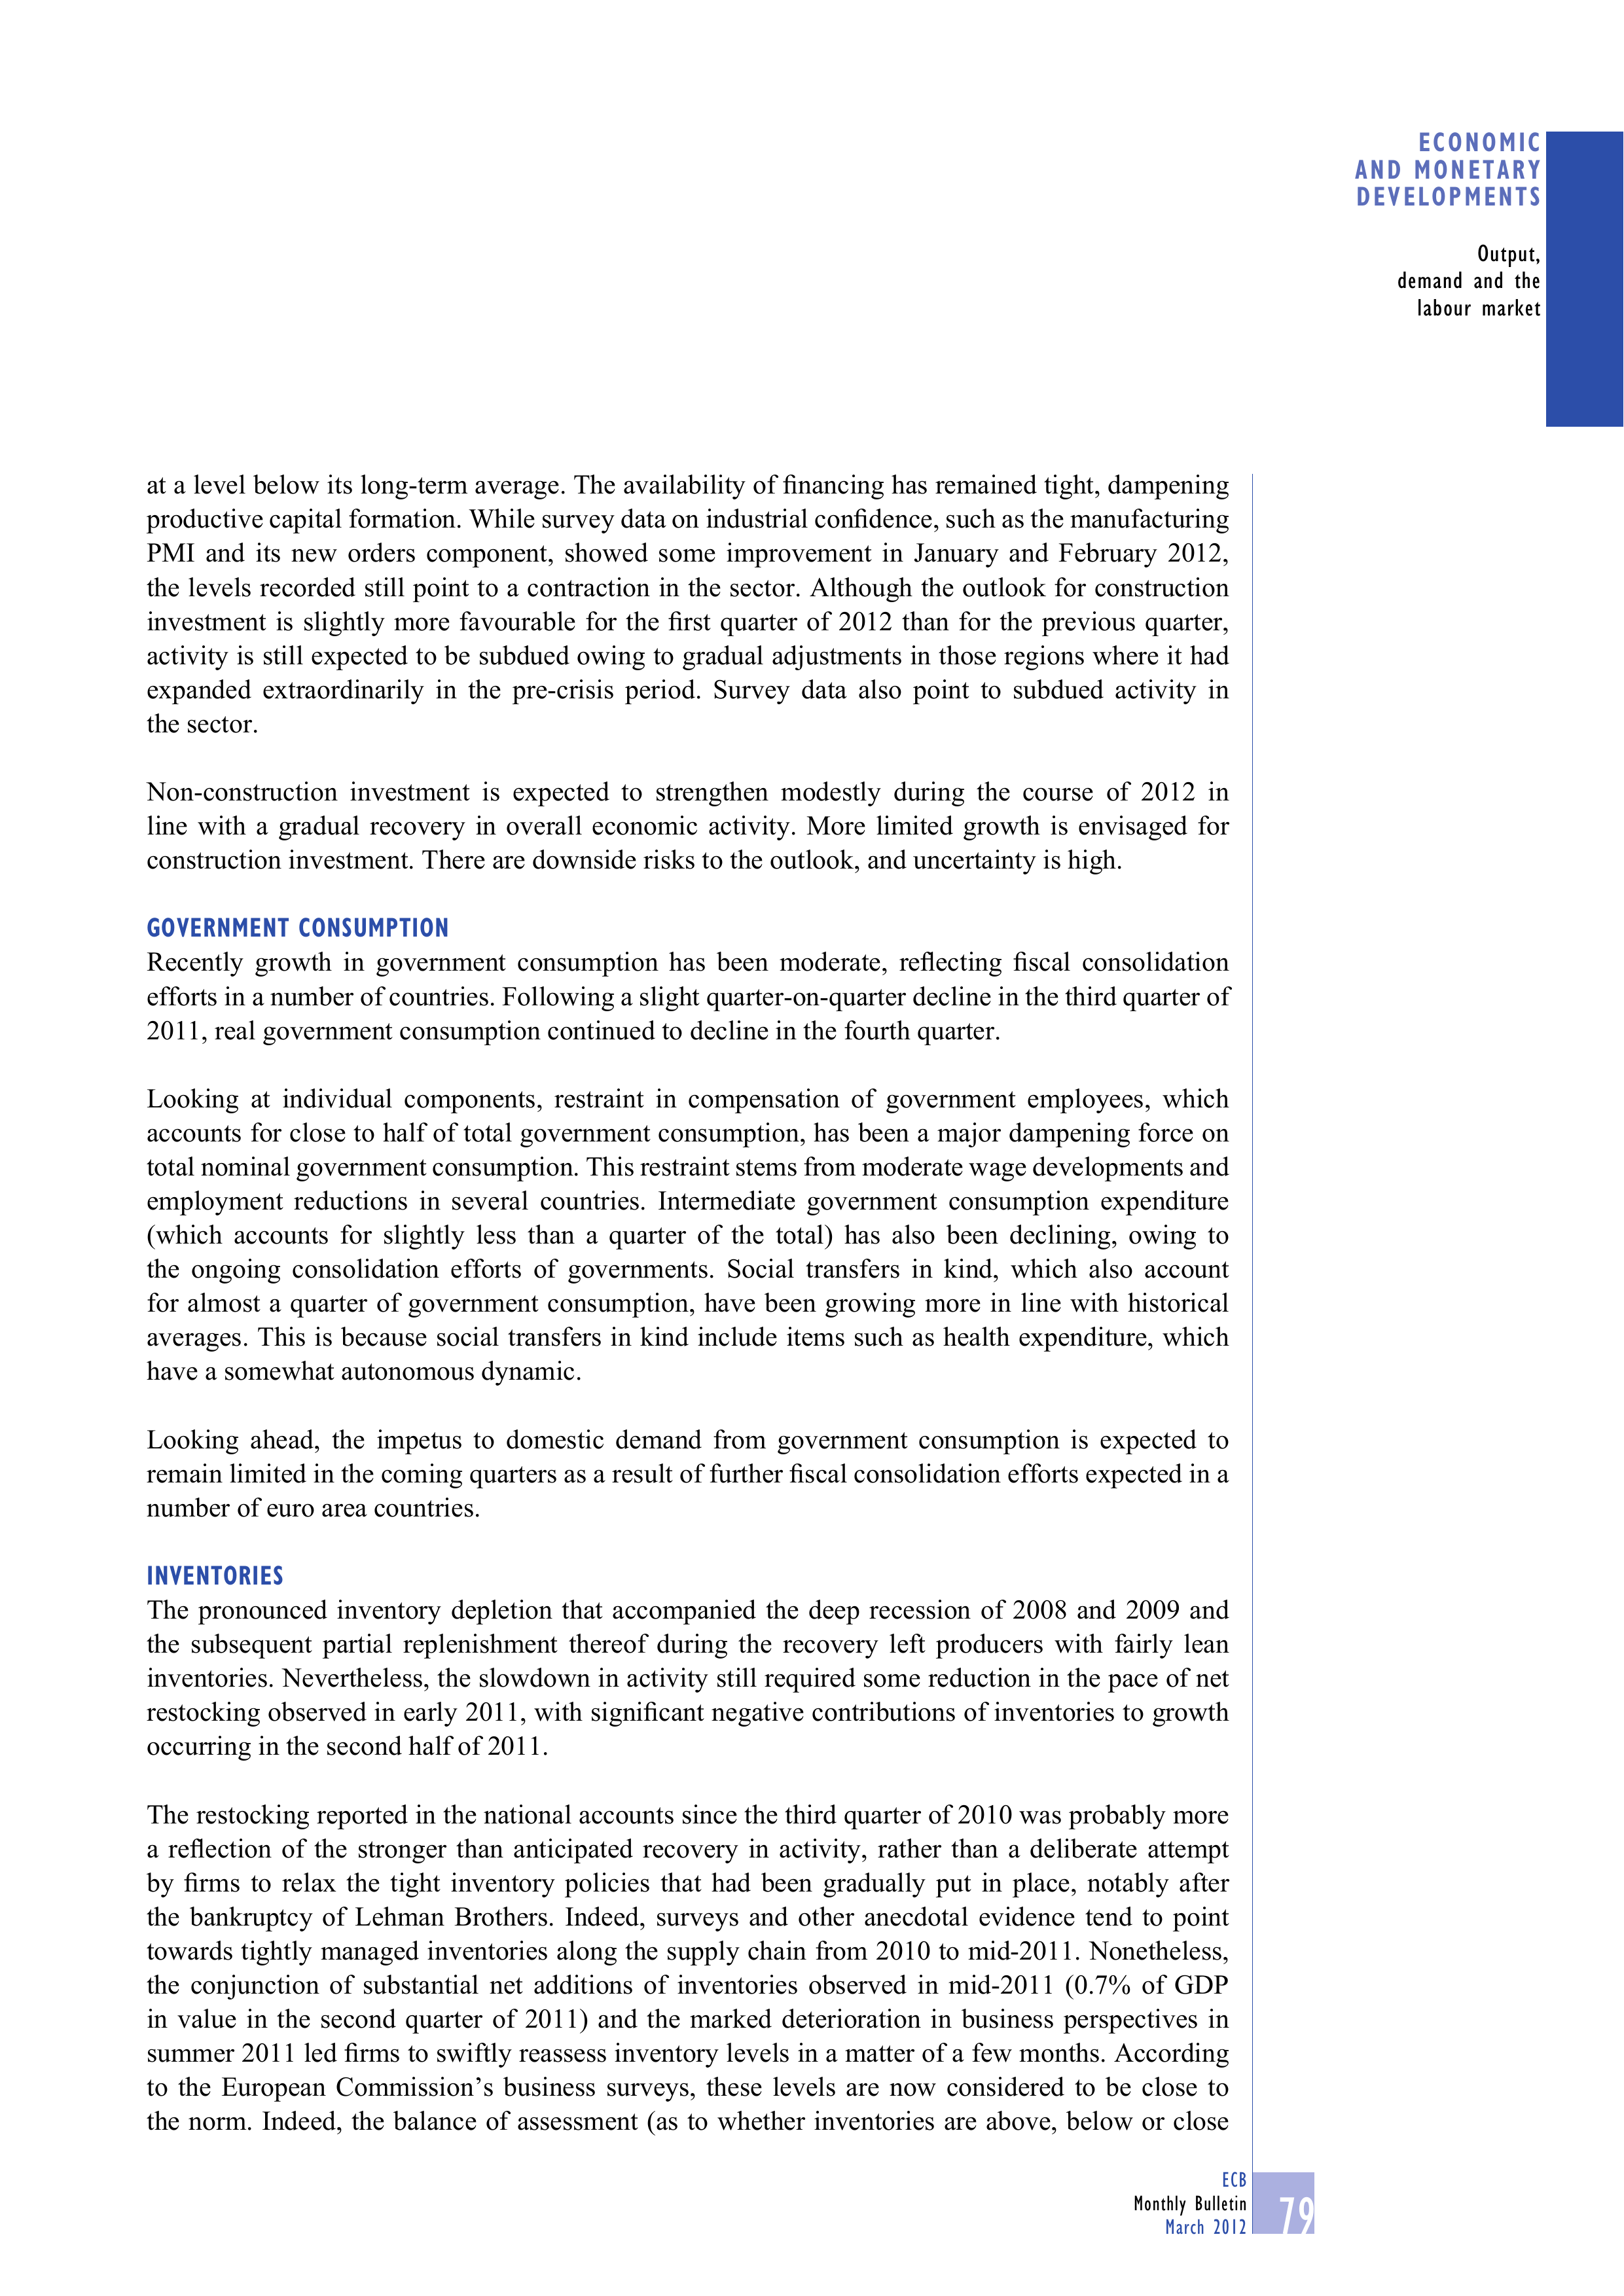 ECONOMIC
AND MONETARY
DEVELOPMENTS
Output,
demand and the
labour market
at a level below its long-term average. The availability of financing has remained tight, dampening
productive capital formation. While survey data on industrial confidence, such as the manufacturing
PMI and its new orders component, showed some improvement in January and February 2012,
the levels recorded still point to a contraction in the sector. Although the outlook for construction
investment is slightly more favourable for the first quarter of 2012 than for the previous quarter,
activity is still expected to be subdued owing to gradual adjustments in those regions where it had
expanded extraordinarily in the pre-crisis period. Survey data also point to subdued activity in
the sector.
Non-construction investment is expected to strengthen modestly during the course of 2012 in
line with a gradual recovery in overall economic activity. More limited growth is envisaged for
construction investment. There are downside risks to the outlook, and uncertainty is high.
GOVERNMENT CONSUMPTION
Recently growth in government consumption has been moderate, reflecting fiscal consolidation
efforts in a number of countries. Following a slight quarter-on-quarter decline in the third quarter of
2011, real government consumption continued to decline in the fourth quarter.
Looking at individual components, restraint in compensation of government employees, which
accounts for close to half of total government consumption, has been a major dampening force on
total nominal government consumption. This restraint stems from moderate wage developments and
employment reductions in several countries. Intermediate government consumption expenditure
(which accounts for slightly less than a quarter of the total) has also been declining, owing to
the ongoing consolidation efforts of governments. Social transfers in kind, which also account
for almost a quarter of government consumption, have been growing more in line with historical
averages. This is because social transfers in kind include items such as health expenditure, which
have a somewhat autonomous dynamic.
Looking ahead, the impetus to domestic demand from government consumption is expected to
remain limited in the coming quarters as a result of further fiscal consolidation efforts expected in a
number of euro area countries.
INVENTORIES
The pronounced inventory depletion that accompanied the deep recession of 2008 and 2009 and
the subsequent partial replenishment thereof during the recovery left producers with fairly lean
inventories. Nevertheless, the slowdown in activity still required some reduction in the pace of net
restocking observed in early 2011, with significant negative contributions of inventories to growth
occurring in the second half of 2011.
The restocking reported in the national accounts since the third quarter of 2010 was probably more
a reflection of the stronger than anticipated recovery in activity, rather than a deliberate attempt
by firms to relax the tight inventory policies that had been gradually put in place, notably after
the bankruptcy of Lehman Brothers. Indeed, surveys and other anecdotal evidence tend to point
towards tightly managed inventories along the supply chain from 2010 to mid-2011. Nonetheless,
the conjunction of substantial net additions of inventories observed in mid-2011 (0.7% of GDP
in value in the second quarter of 2011) and the marked deterioration in business perspectives in
summer 2011 led firms to swiftly reassess inventory levels in a matter of a few months. According
to the European Commission’s business surveys, these levels are now considered to be close to
the norm. Indeed, the balance of assessment (as to whether inventories are above, below or close
ECB
Monthly Bulletin
March 2012
79